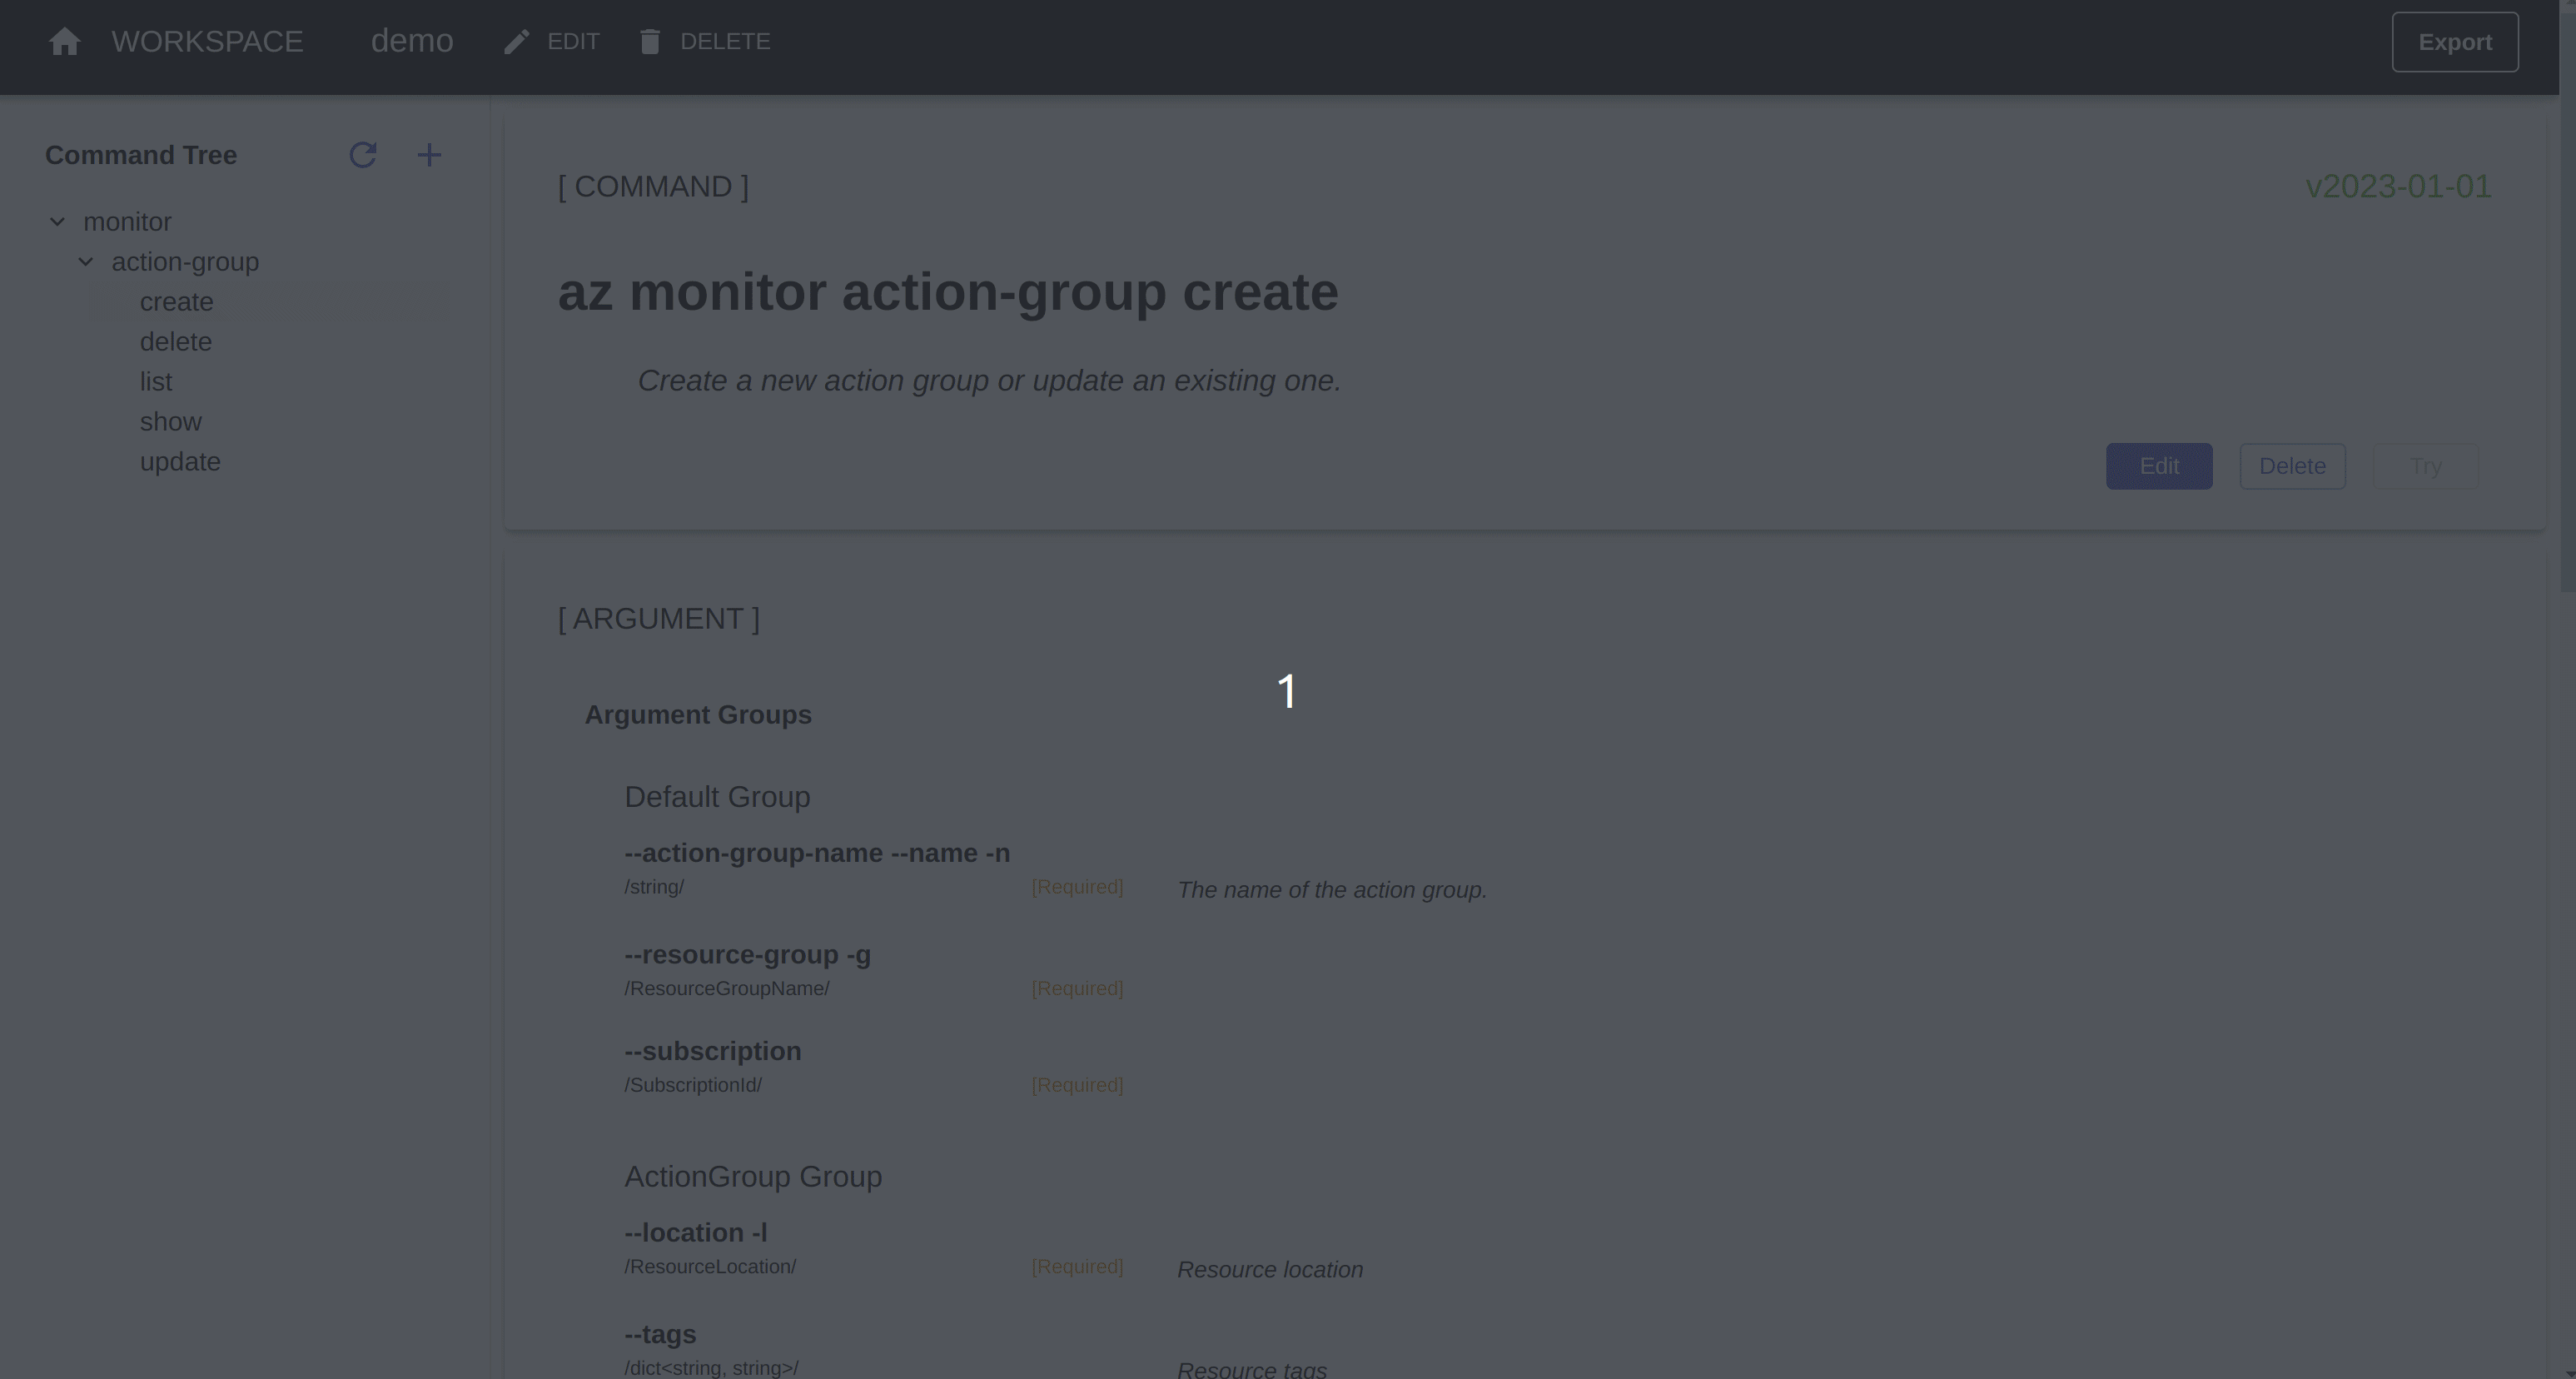 WORKSPACE demo EDIT DELETE Export
Command Tree
monitor
action-group
create
delete
list
show
update
[ COMMAND ] v2023-01-01
az monitor action-group create
Create a new action group or update an existing one.
Edit Delete Try
[ ARGUMENT ]
1
Argument Groups
Default Group
--action-group-name --name -n
/string/ [Required] The name of the action group.
--resource-group -g
/ResourceGroupName/ [Required]
--subscription
/SubscriptionId/ [Required]
ActionGroup Group
--location -l
/ResourceLocation/ [Required] Resource location
--tags
/dict<string, string>/ Resource tags